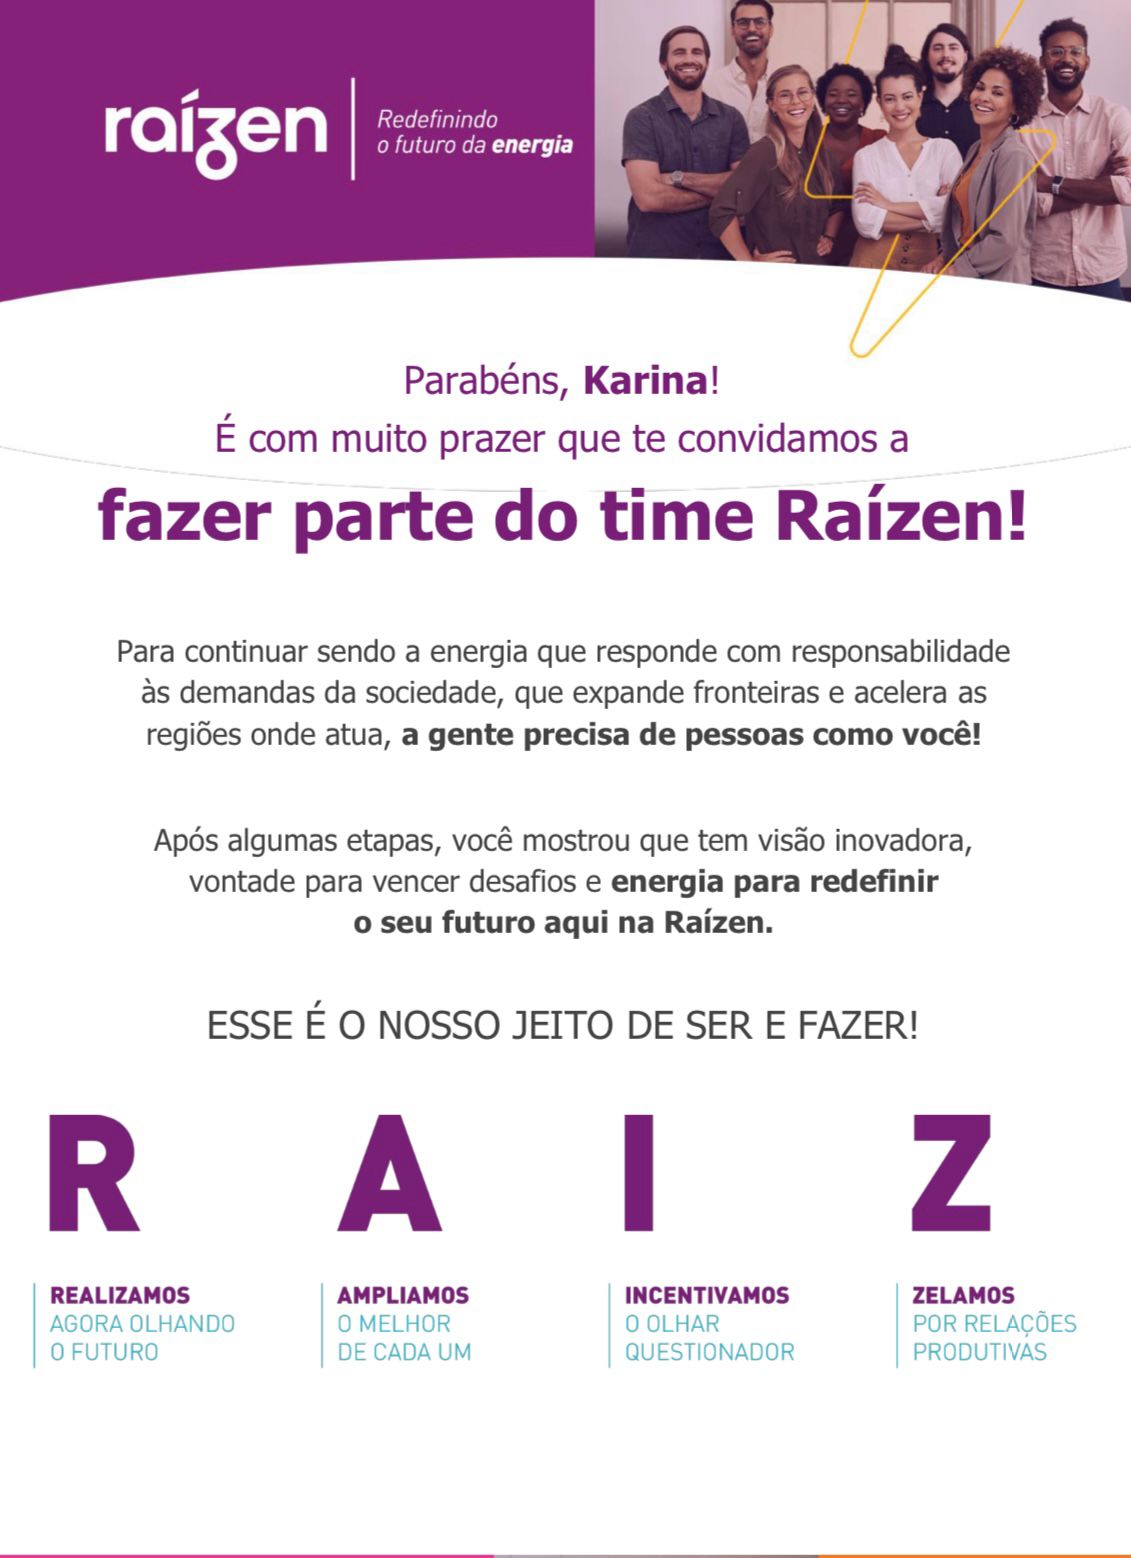 raízen
Redefinindo
o futuro da energia
Parabéns, Karina!
É com muito prazer que te convidamos a
fazer parte do time Raízen!
Para continuar sendo a energia que responde com responsabilidade
às demandas da sociedade, que expande fronteiras e acelera as
regiões onde atua, a gente precisa de pessoas como você!
Após algumas etapas, você mostrou que tem visão inovadora,
vontade para vencer desafios e energia para redefinir
o seu futuro aqui na Raízen.
ESSE É O NOSSO JEITO DE SER E FAZER!
R
REALIZAMOS
AGORA OLHANDO
O FUTURO
A
AMPLIAMOS
O MELHOR
DE CADA UM
I
INCENTIVAMOS
O OLHAR
QUESTIONADOR
Z
ZELAMOS
POR RELAÇÕES
PRODUTIVAS